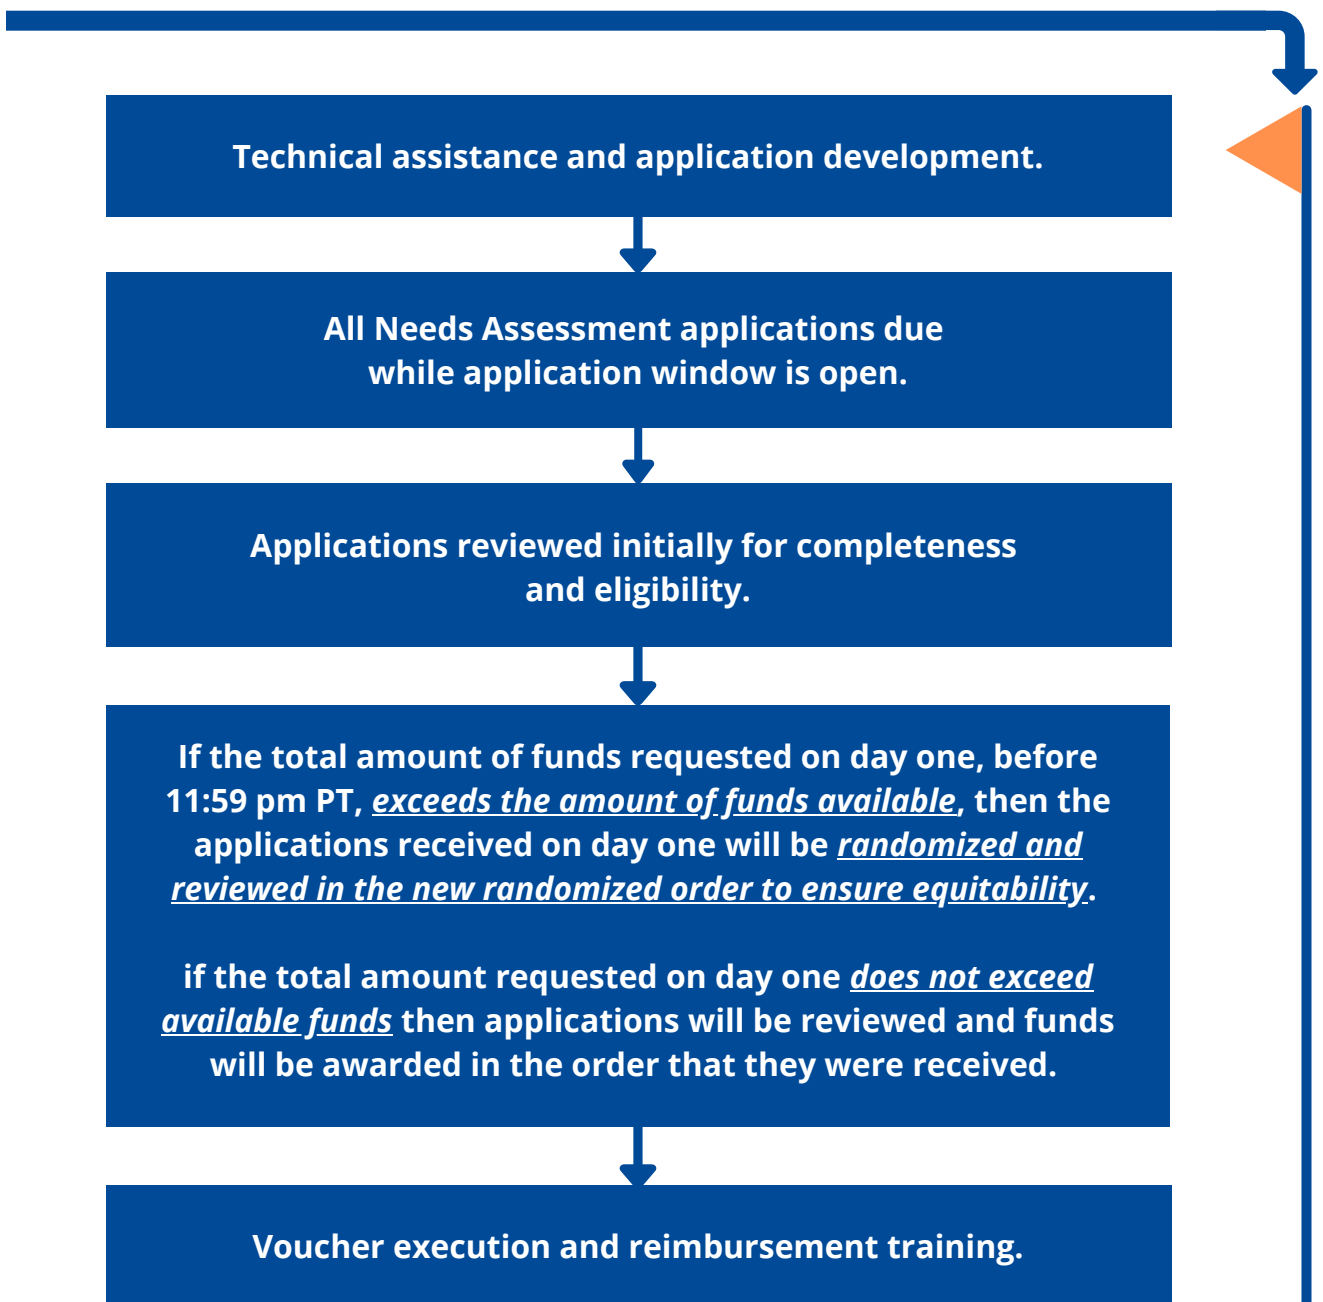 Technical assistance and application development.
All Needs Assessment applications due
while application window is open.
Applications reviewed initially for completeness
and eligibility.
If the total amount of funds requested on day one, before
11:59 pm PT, exceeds the amount of funds available, then the
applications received on day one will be randomized and
reviewed in the new randomized order to ensure equitability.
if the total amount requested on day one does not exceed
available funds then applications will be reviewed and funds
will be awarded in the order that they were received.
Voucher execution and reimbursement training.